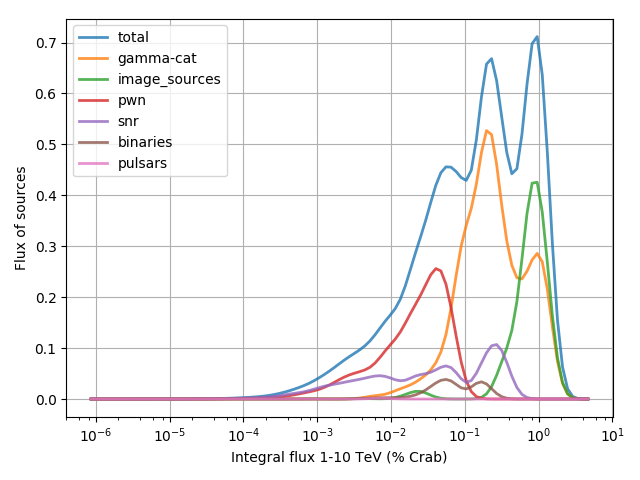 total
gamma-cat
image_sources
pwn
snr
binaries
pulsars
Flux of sources
0.7
0.6
0.5
0.4
0.3
0.2
0.1
0.0
10⁻⁶ 10⁻⁵ 10⁻⁴ 10⁻³ 10⁻² 10⁻¹ 10⁰ 10¹
Integral flux 1-10 TeV (% Crab)